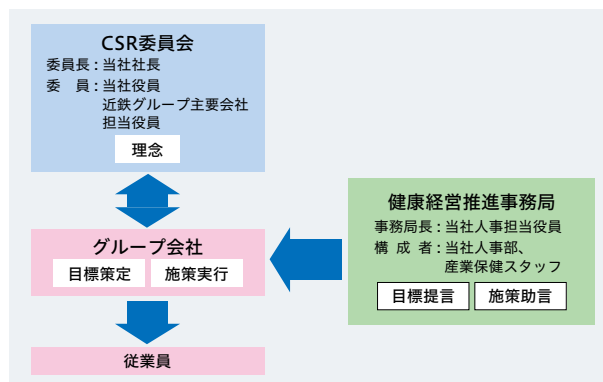 CSR委員会
委員長：当社社長
委　員：当社役員
近鉄グループ主要会社
担当役員
理念
グループ会社
目標策定　施策実行
従業員
健康経営推進事務局
事務局長：当社人事担当役員
構 成 者：当社人事部、
産業保健スタッフ
目標提言　施策助言